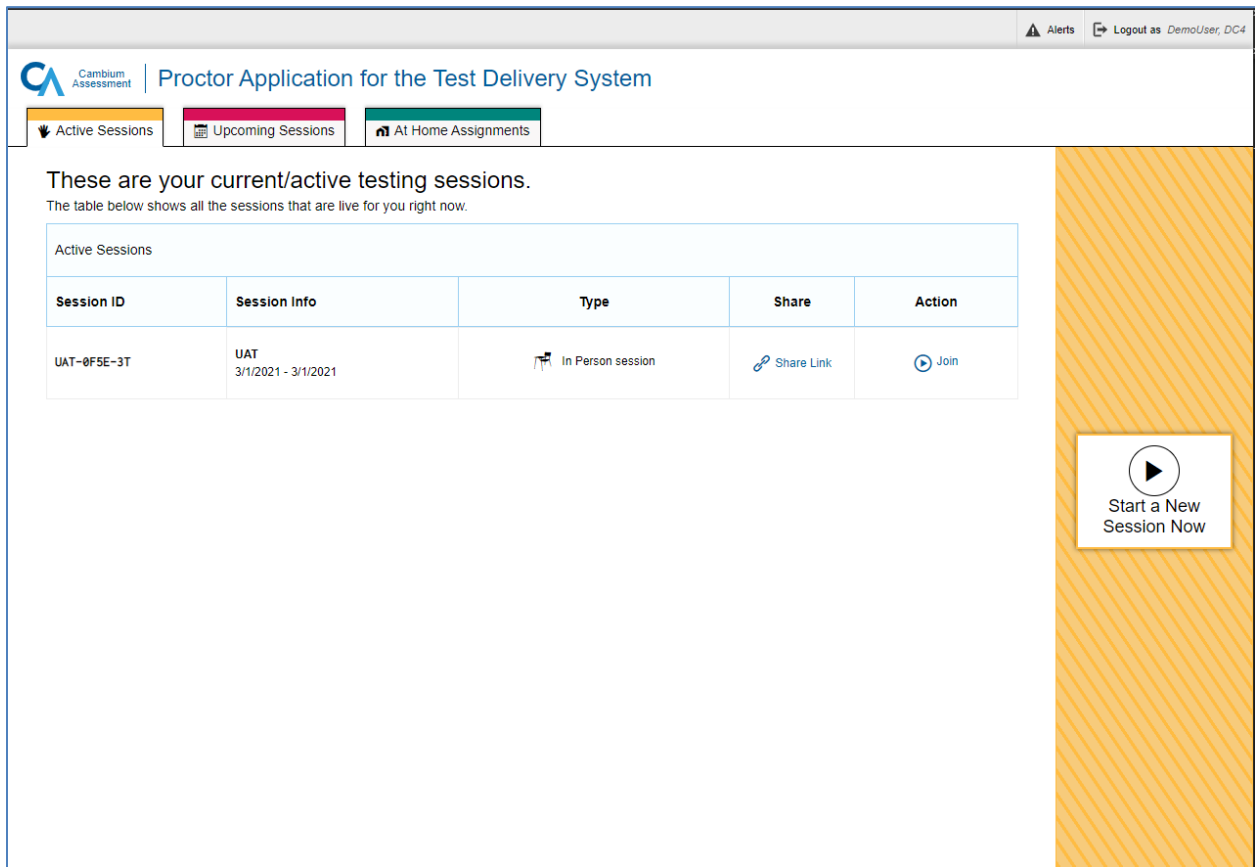 Alerts Logout as DemoUser, DC4
CA Cambium Assessment Proctor Application for the Test Delivery System
Active Sessions Upcoming Sessions At Home Assignments
These are your current/active testing sessions.
The table below shows all the sessions that are live for you right now.
Active Sessions
Session ID Session Info Type Share Action
UAT-0F5E-3T UAT In Person session Share Link Join
3/1/2021 - 3/1/2021
Start a New
Session Now